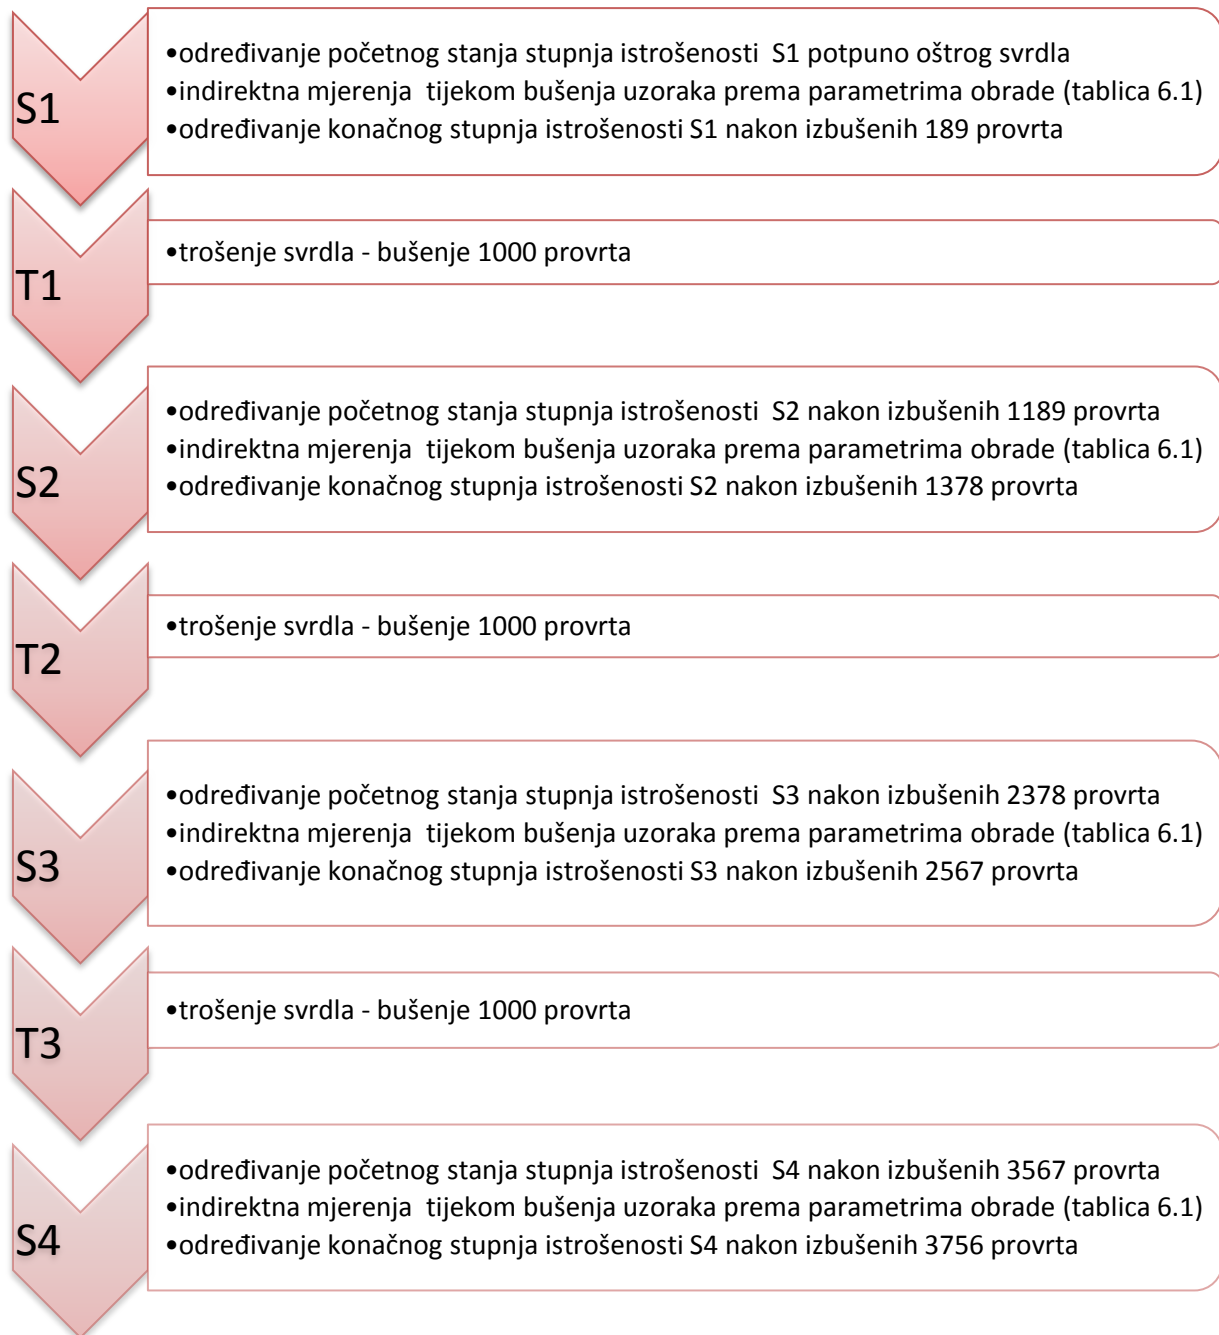 S1
•određivanje početnog stanja stupnja istrošenosti  S1 potpuno oštrog svrdla
•indirektna mjerenja  tijekom bušenja uzoraka prema parametrima obrade (tablica 6.1)
•određivanje konačnog stupnja istrošenosti S1 nakon izbušenih 189 provrta
T1
•trošenje svrdla - bušenje 1000 provrta
S2
•određivanje početnog stanja stupnja istrošenosti  S2 nakon izbušenih 1189 provrta
•indirektna mjerenja  tijekom bušenja uzoraka prema parametrima obrade (tablica 6.1)
•određivanje konačnog stupnja istrošenosti S2 nakon izbušenih 1378 provrta
T2
•trošenje svrdla - bušenje 1000 provrta
S3
•određivanje početnog stanja stupnja istrošenosti  S3 nakon izbušenih 2378 provrta
•indirektna mjerenja  tijekom bušenja uzoraka prema parametrima obrade (tablica 6.1)
•određivanje konačnog stupnja istrošenosti S3 nakon izbušenih 2567 provrta
T3
•trošenje svrdla - bušenje 1000 provrta
S4
•određivanje početnog stanja stupnja istrošenosti  S4 nakon izbušenih 3567 provrta
•indirektna mjerenja  tijekom bušenja uzoraka prema parametrima obrade (tablica 6.1)
•određivanje konačnog stupnja istrošenosti S4 nakon izbušenih 3756 provrta